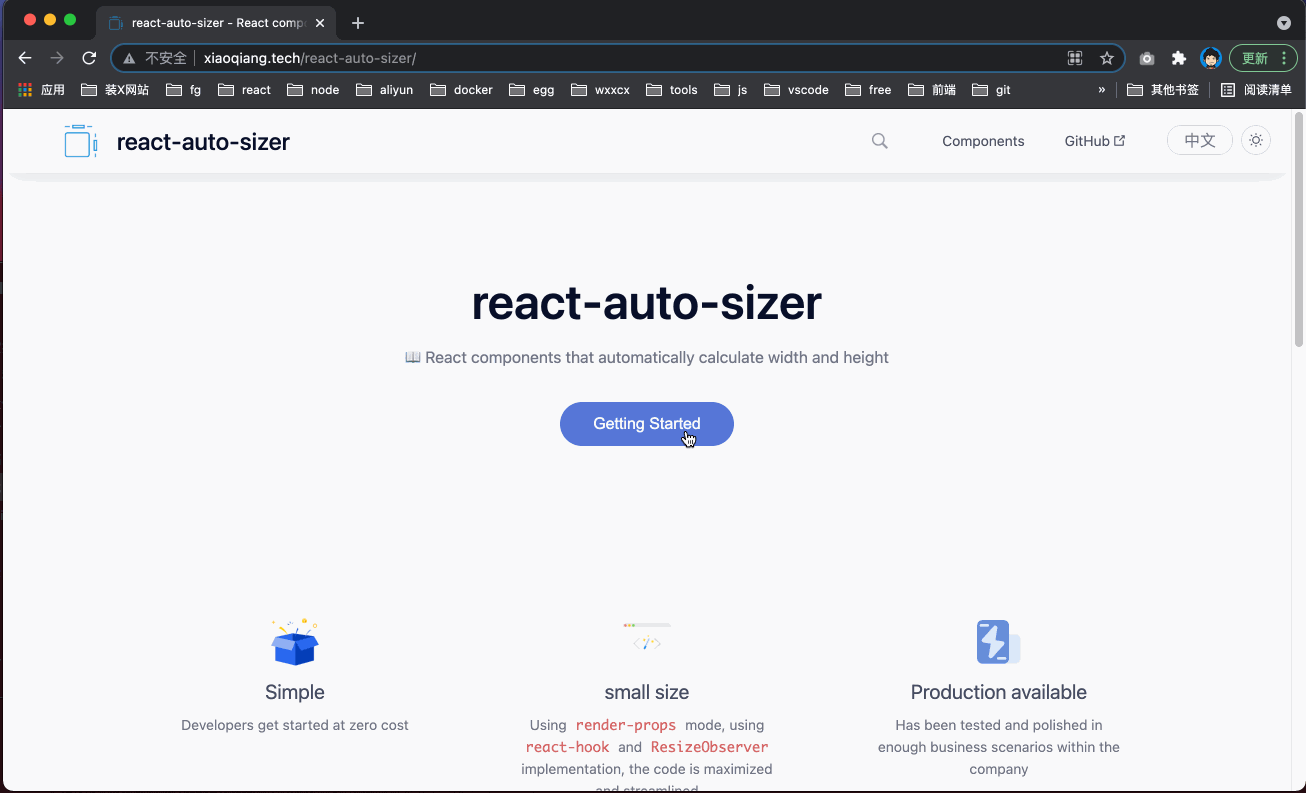 react-auto-sizer - React comp
不安全 xiaoqiang.tech/react-auto-sizer/ 更新
应用 装X网站 fg react node aliyun docker egg wxxcx tools js vscode free 前端 git » 其他书签 阅读清单
react-auto-sizer Components GitHub 中文
react-auto-sizer
React components that automatically calculate width and height
Getting Started
Simple
Developers get started at zero cost
small size
Using render-props mode, using
react-hook and ResizeObserver
implementation, the code is maximized
and streamlined
Production available
Has been tested and polished in
enough business scenarios within the
company